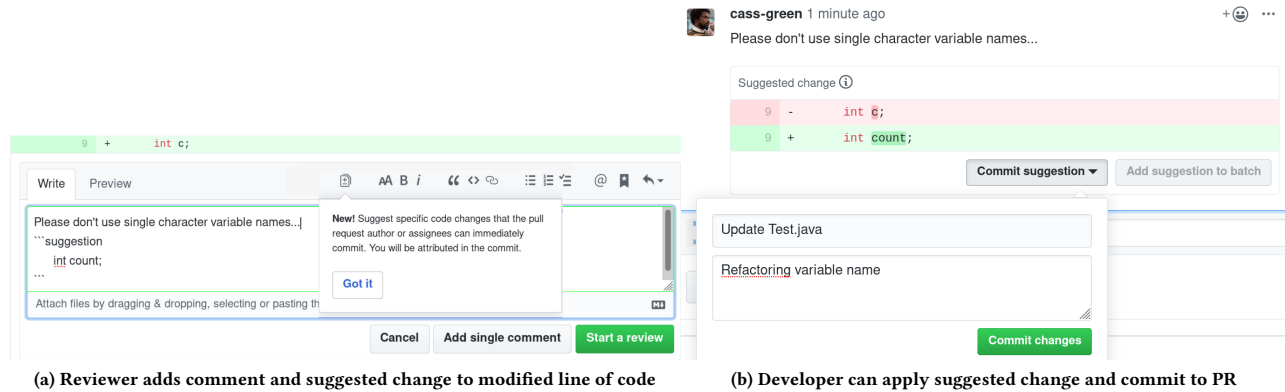 9 + int c;
Write Preview AA B i @
Please don't use single character variable names...
```suggestion
int count;
```
New! Suggest specific code changes that the pull
request author or assignees can immediately
commit. You will be attributed in the commit.
Got it
Attach files by dragging & dropping, selecting or pasting th
Cancel Add single comment Start a review
(a) Reviewer adds comment and suggested change to modified line of code
cass-green 1 minute ago
Please don't use single character variable names...
Suggested change
9 - int c;
9 + int count;
Commit suggestion Add suggestion to batch
Update Test.java
Refactoring variable name
Commit changes
(b) Developer can apply suggested change and commit to PR